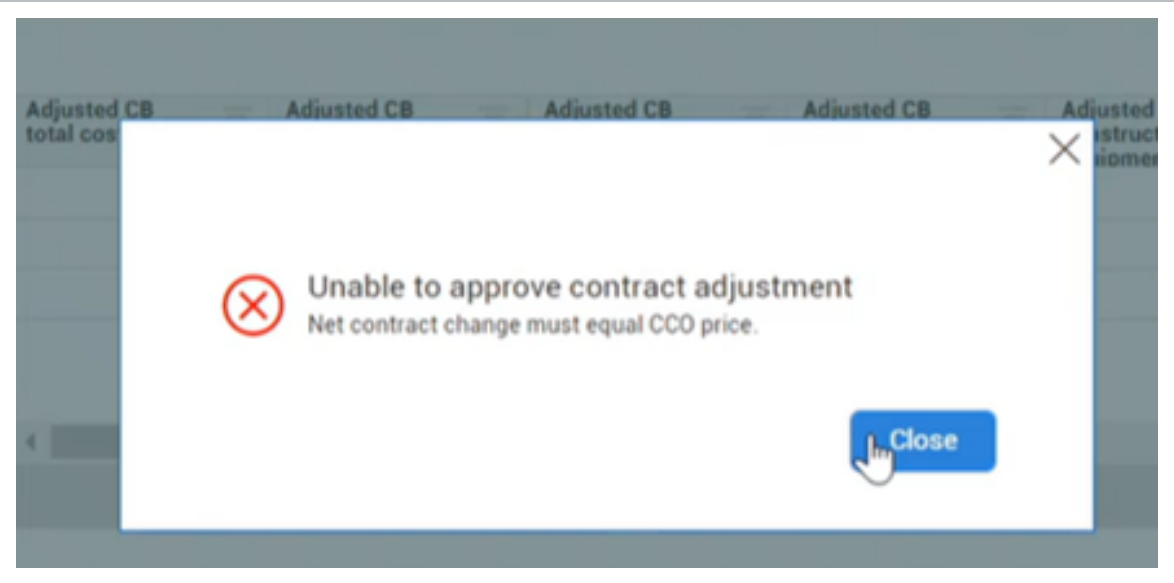 Adjusted CB
total cos
Adjusted CB
Adjusted CB
Adjusted CB
Adjusted
struct
Unable to approve contract adjustment
Net contract change must equal CCO price.
Close